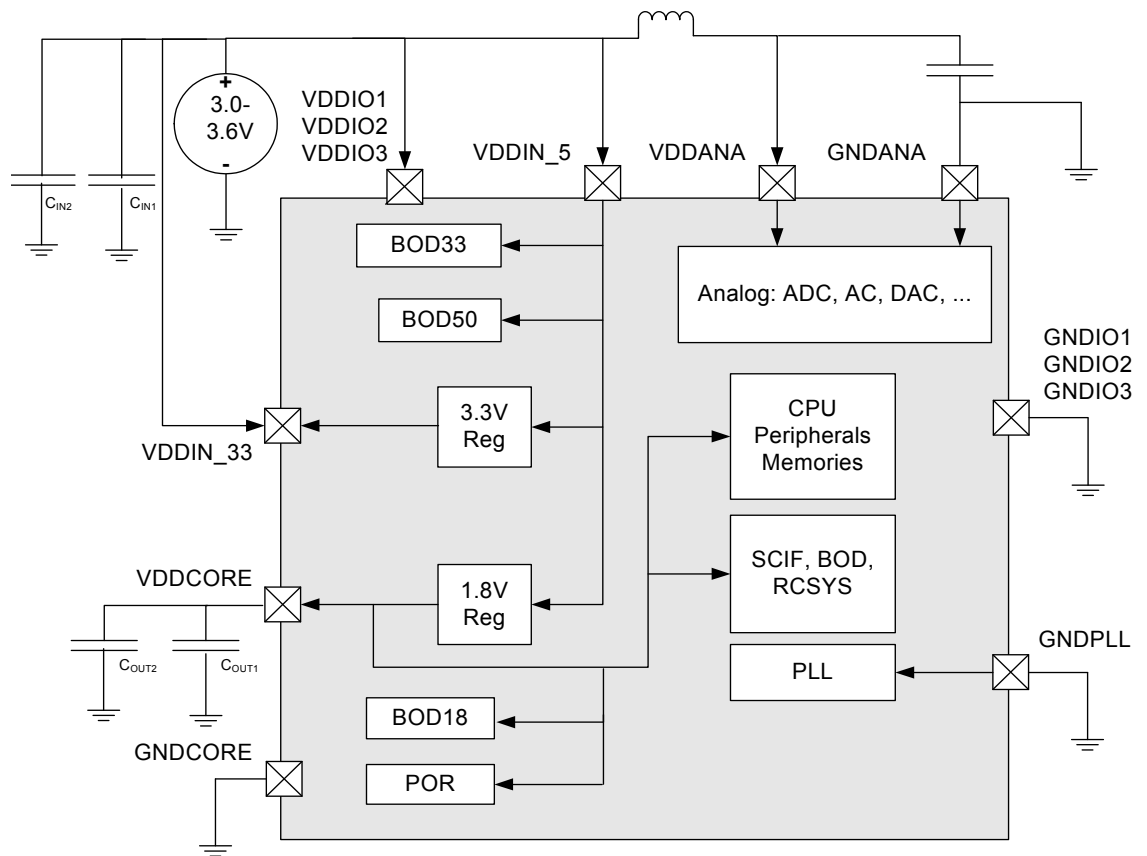 +
3.0-
3.6V
-
VDDIO1
VDDIO2
VDDIO3
VDDIN_5
VDDANA
GNDANA
CIN2
CIN1
BOD33
BOD50
Analog: ADC, AC, DAC, ...
GNDIO1
GNDIO2
GNDIO3
3.3V
Reg
CPU
Peripherals
Memories
VDDIN_33
VDDCORE
1.8V
Reg
SCIF, BOD,
RCSYS
COUT2
COUT1
GNDPLL
PLL
BOD18
GNDCORE
POR